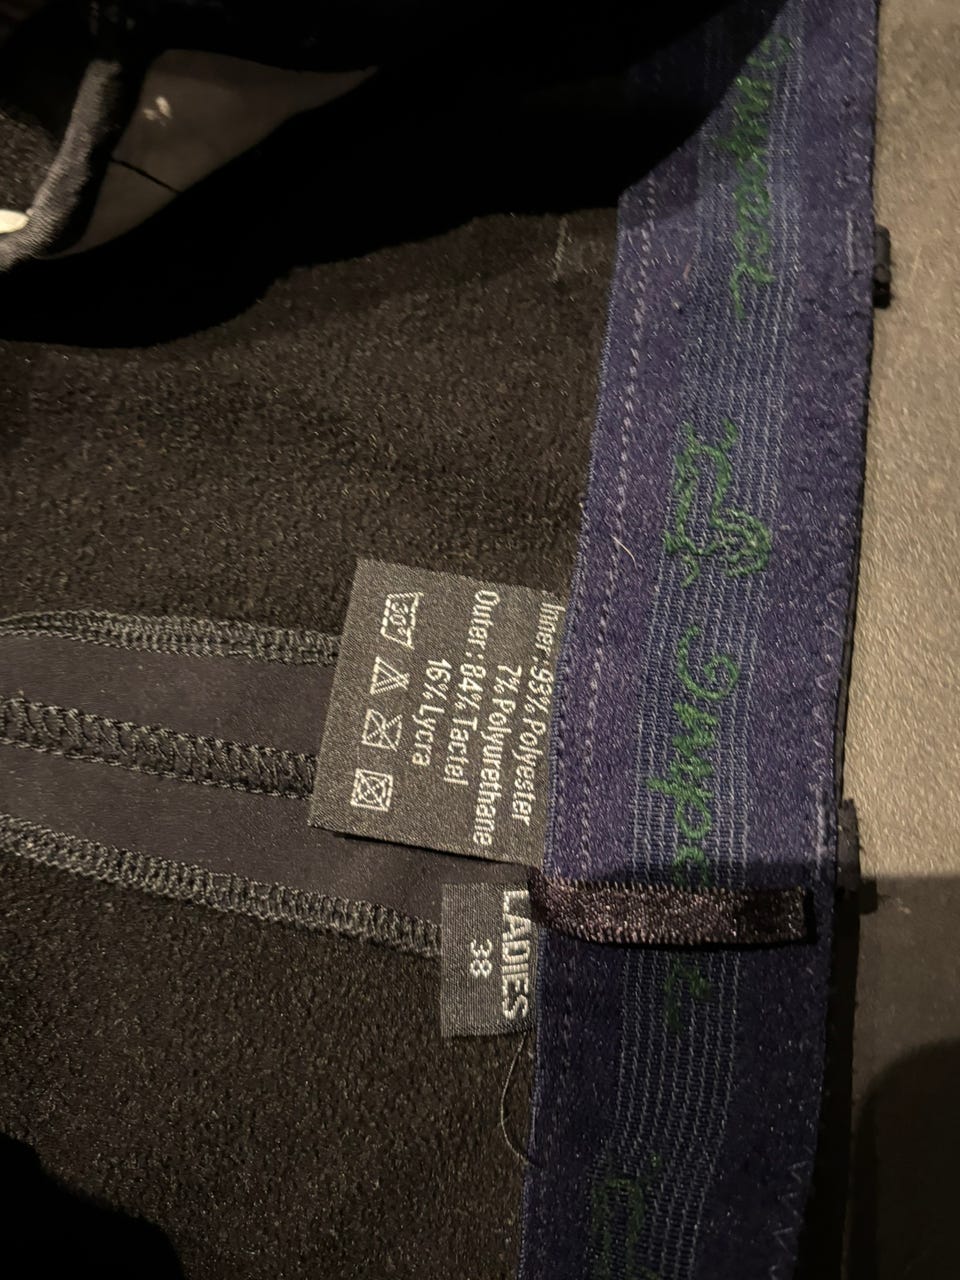 Inner:93% Polyester
7% Polyurethane
Outer:84% Tactel
16% Lycra
30°
LADIES
38